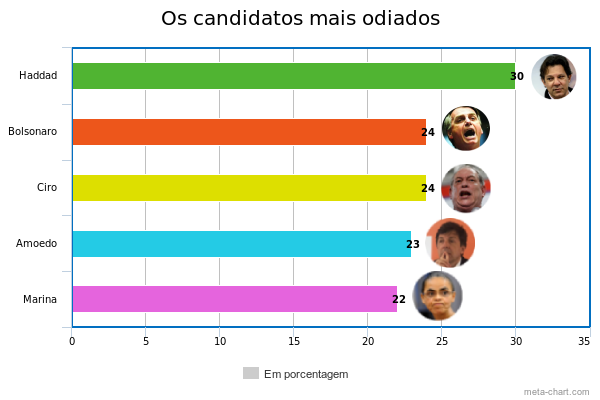 Os candidatos mais odiados
Haddad
30
Bolsonaro
24
Ciro
24
Amoedo
23
Marina
22
0 5 10 15 20 25 30 35
Em porcentagem
meta-chart.com